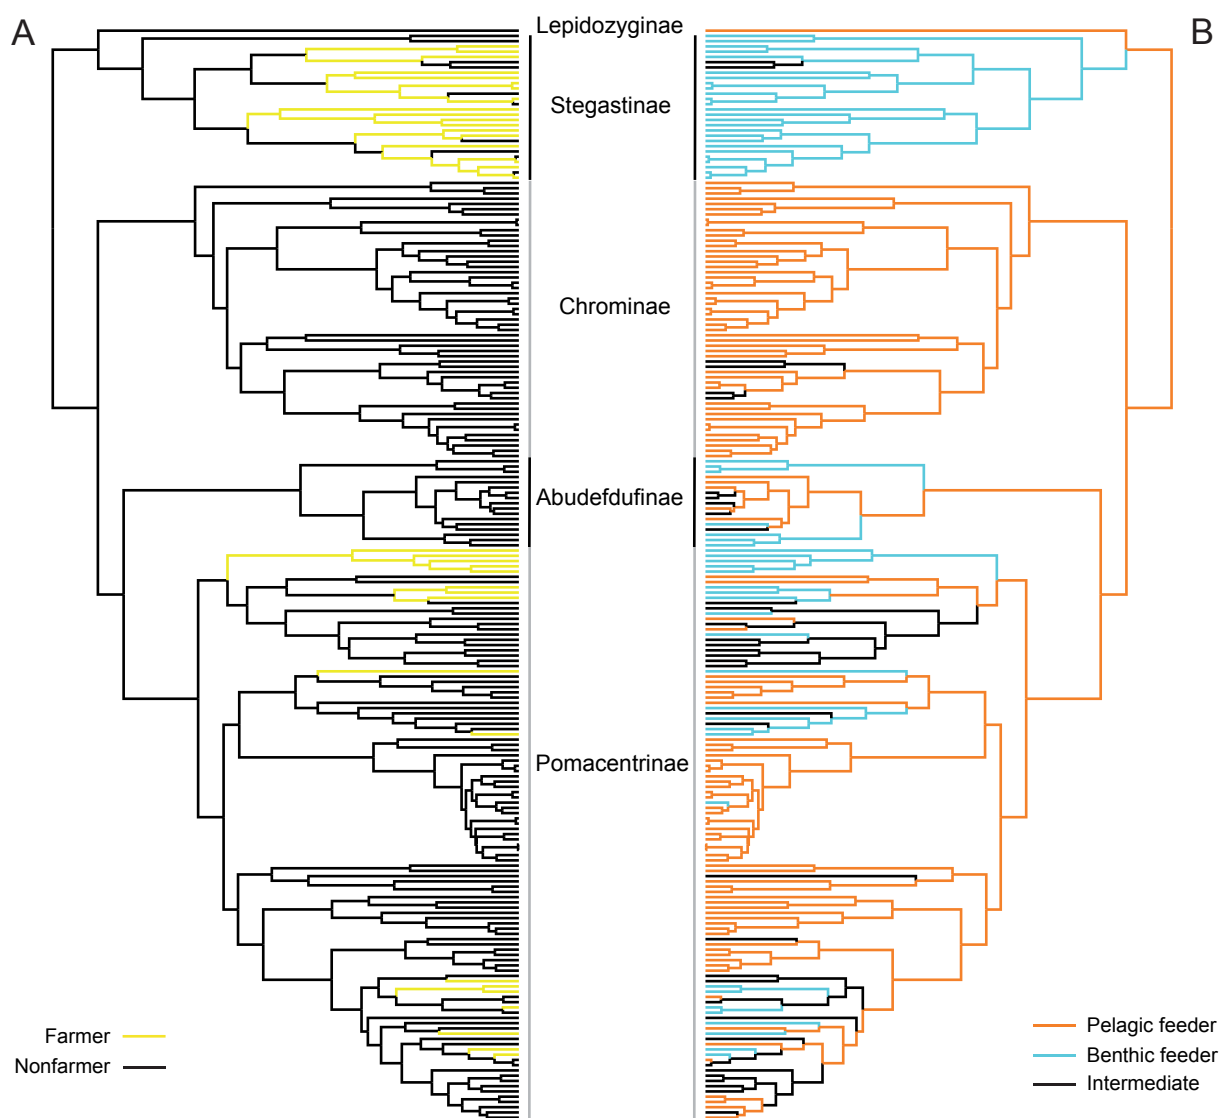 A
B
Lepidozyginae
Stegastinae
Chrominae
Abudefdufinae
Pomacentrinae
Farmer
Nonfarmer
Pelagic feeder
Benthic feeder
Intermediate